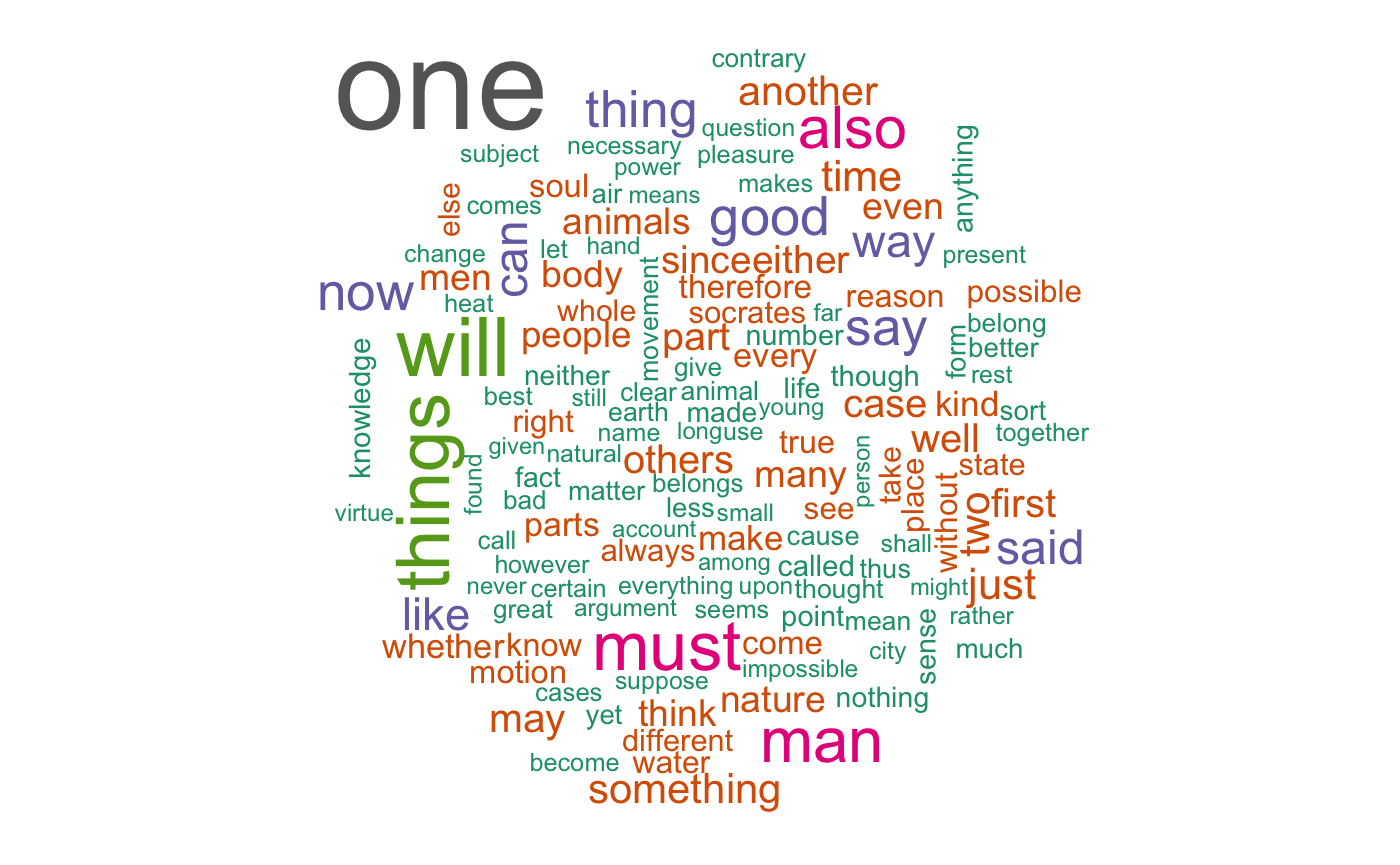 one
contrary
thing another
question also
subject necessary pleasure anything
power makes time
else soul air means
comes animals good even
can let hand way
change sinceeither present
now men body movement therefore reason possible
heat whole socrates far
will people part number say belong
knowledge every form better
neither give rest
best still clear animal life though
things earth made young case kind sort
right name longuse true well together
given natural others many person take state
found fact matter belongs place
virtue bad less small see without two first
parts account
call always make cause shall said
however among called thus
never certain everything upon thought might just
like great argument seems point mean sense rather
whether know must come city much
motion impossible
cases suppose nature nothing
may yet think
different man
become water
something